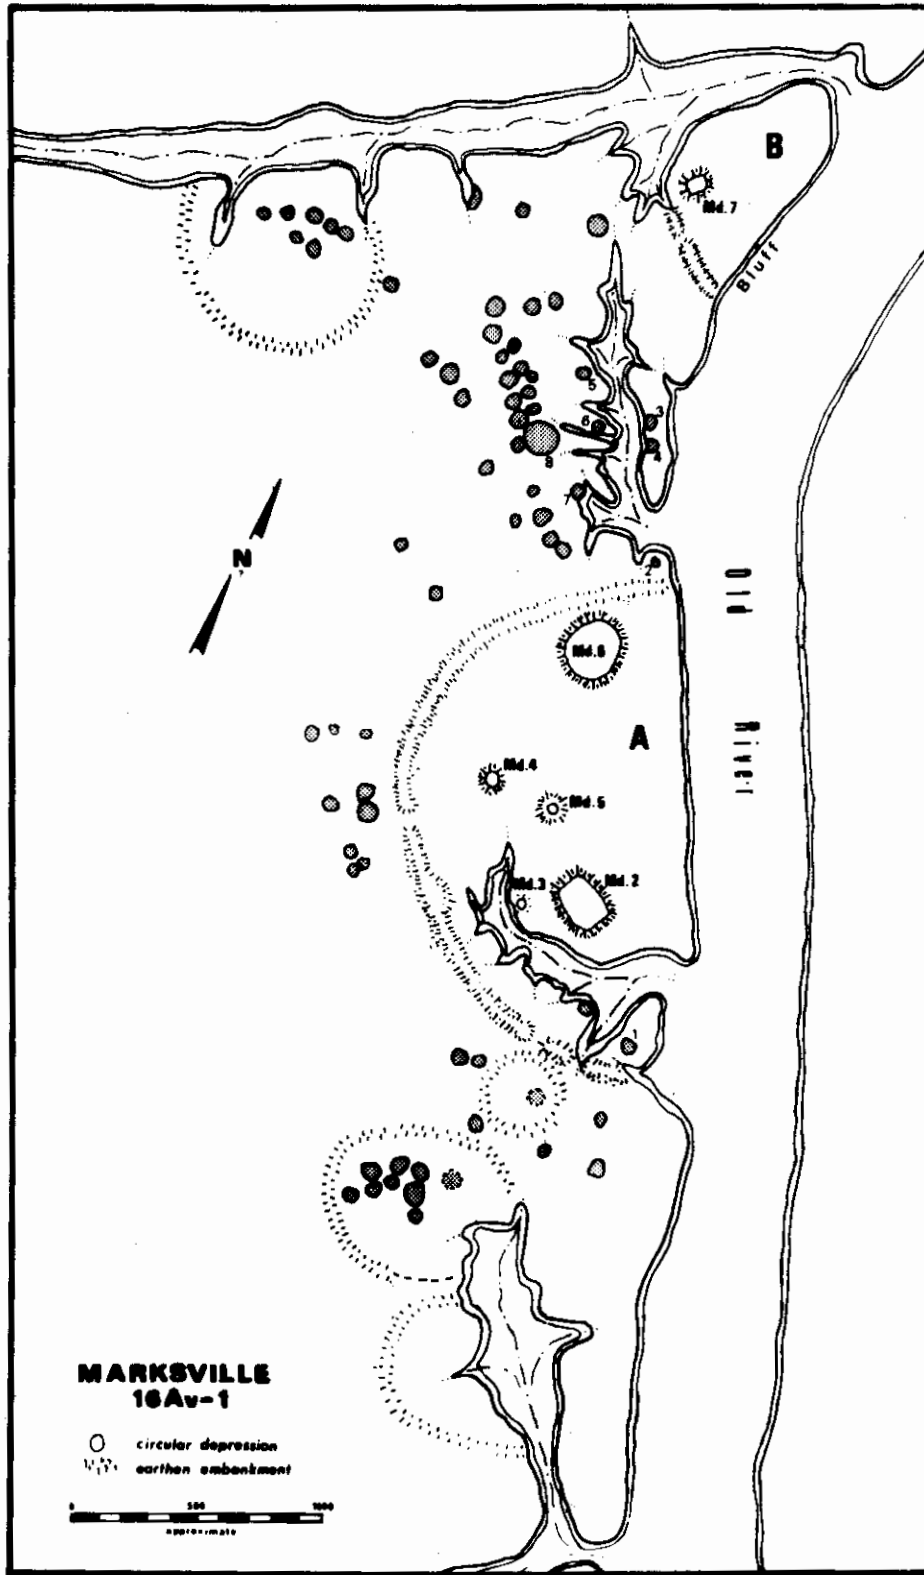 B
Md.7
Bluff
5
6
3
4
8
7
N
2
Old River
Md.6
A
Md.4
Md.5
Md.3
Md.2
1
MARKSVILLE
16Av-1
circular depression
earthen embankment
0 500 1000
approximate